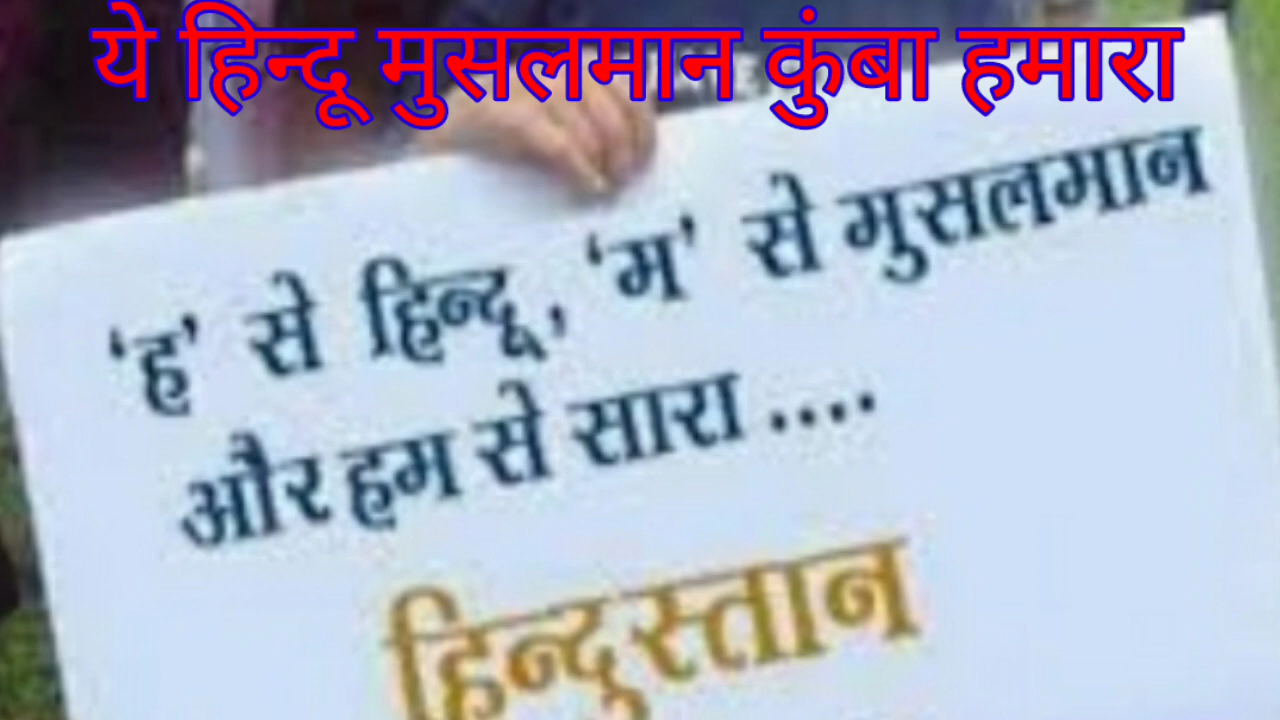 ये हिन्दू मुसलमान कुंबा हमारा
'ह' से हिन्दू, 'म' से मुसलमान
और हम से सारा ....
हिन्दुस्तान